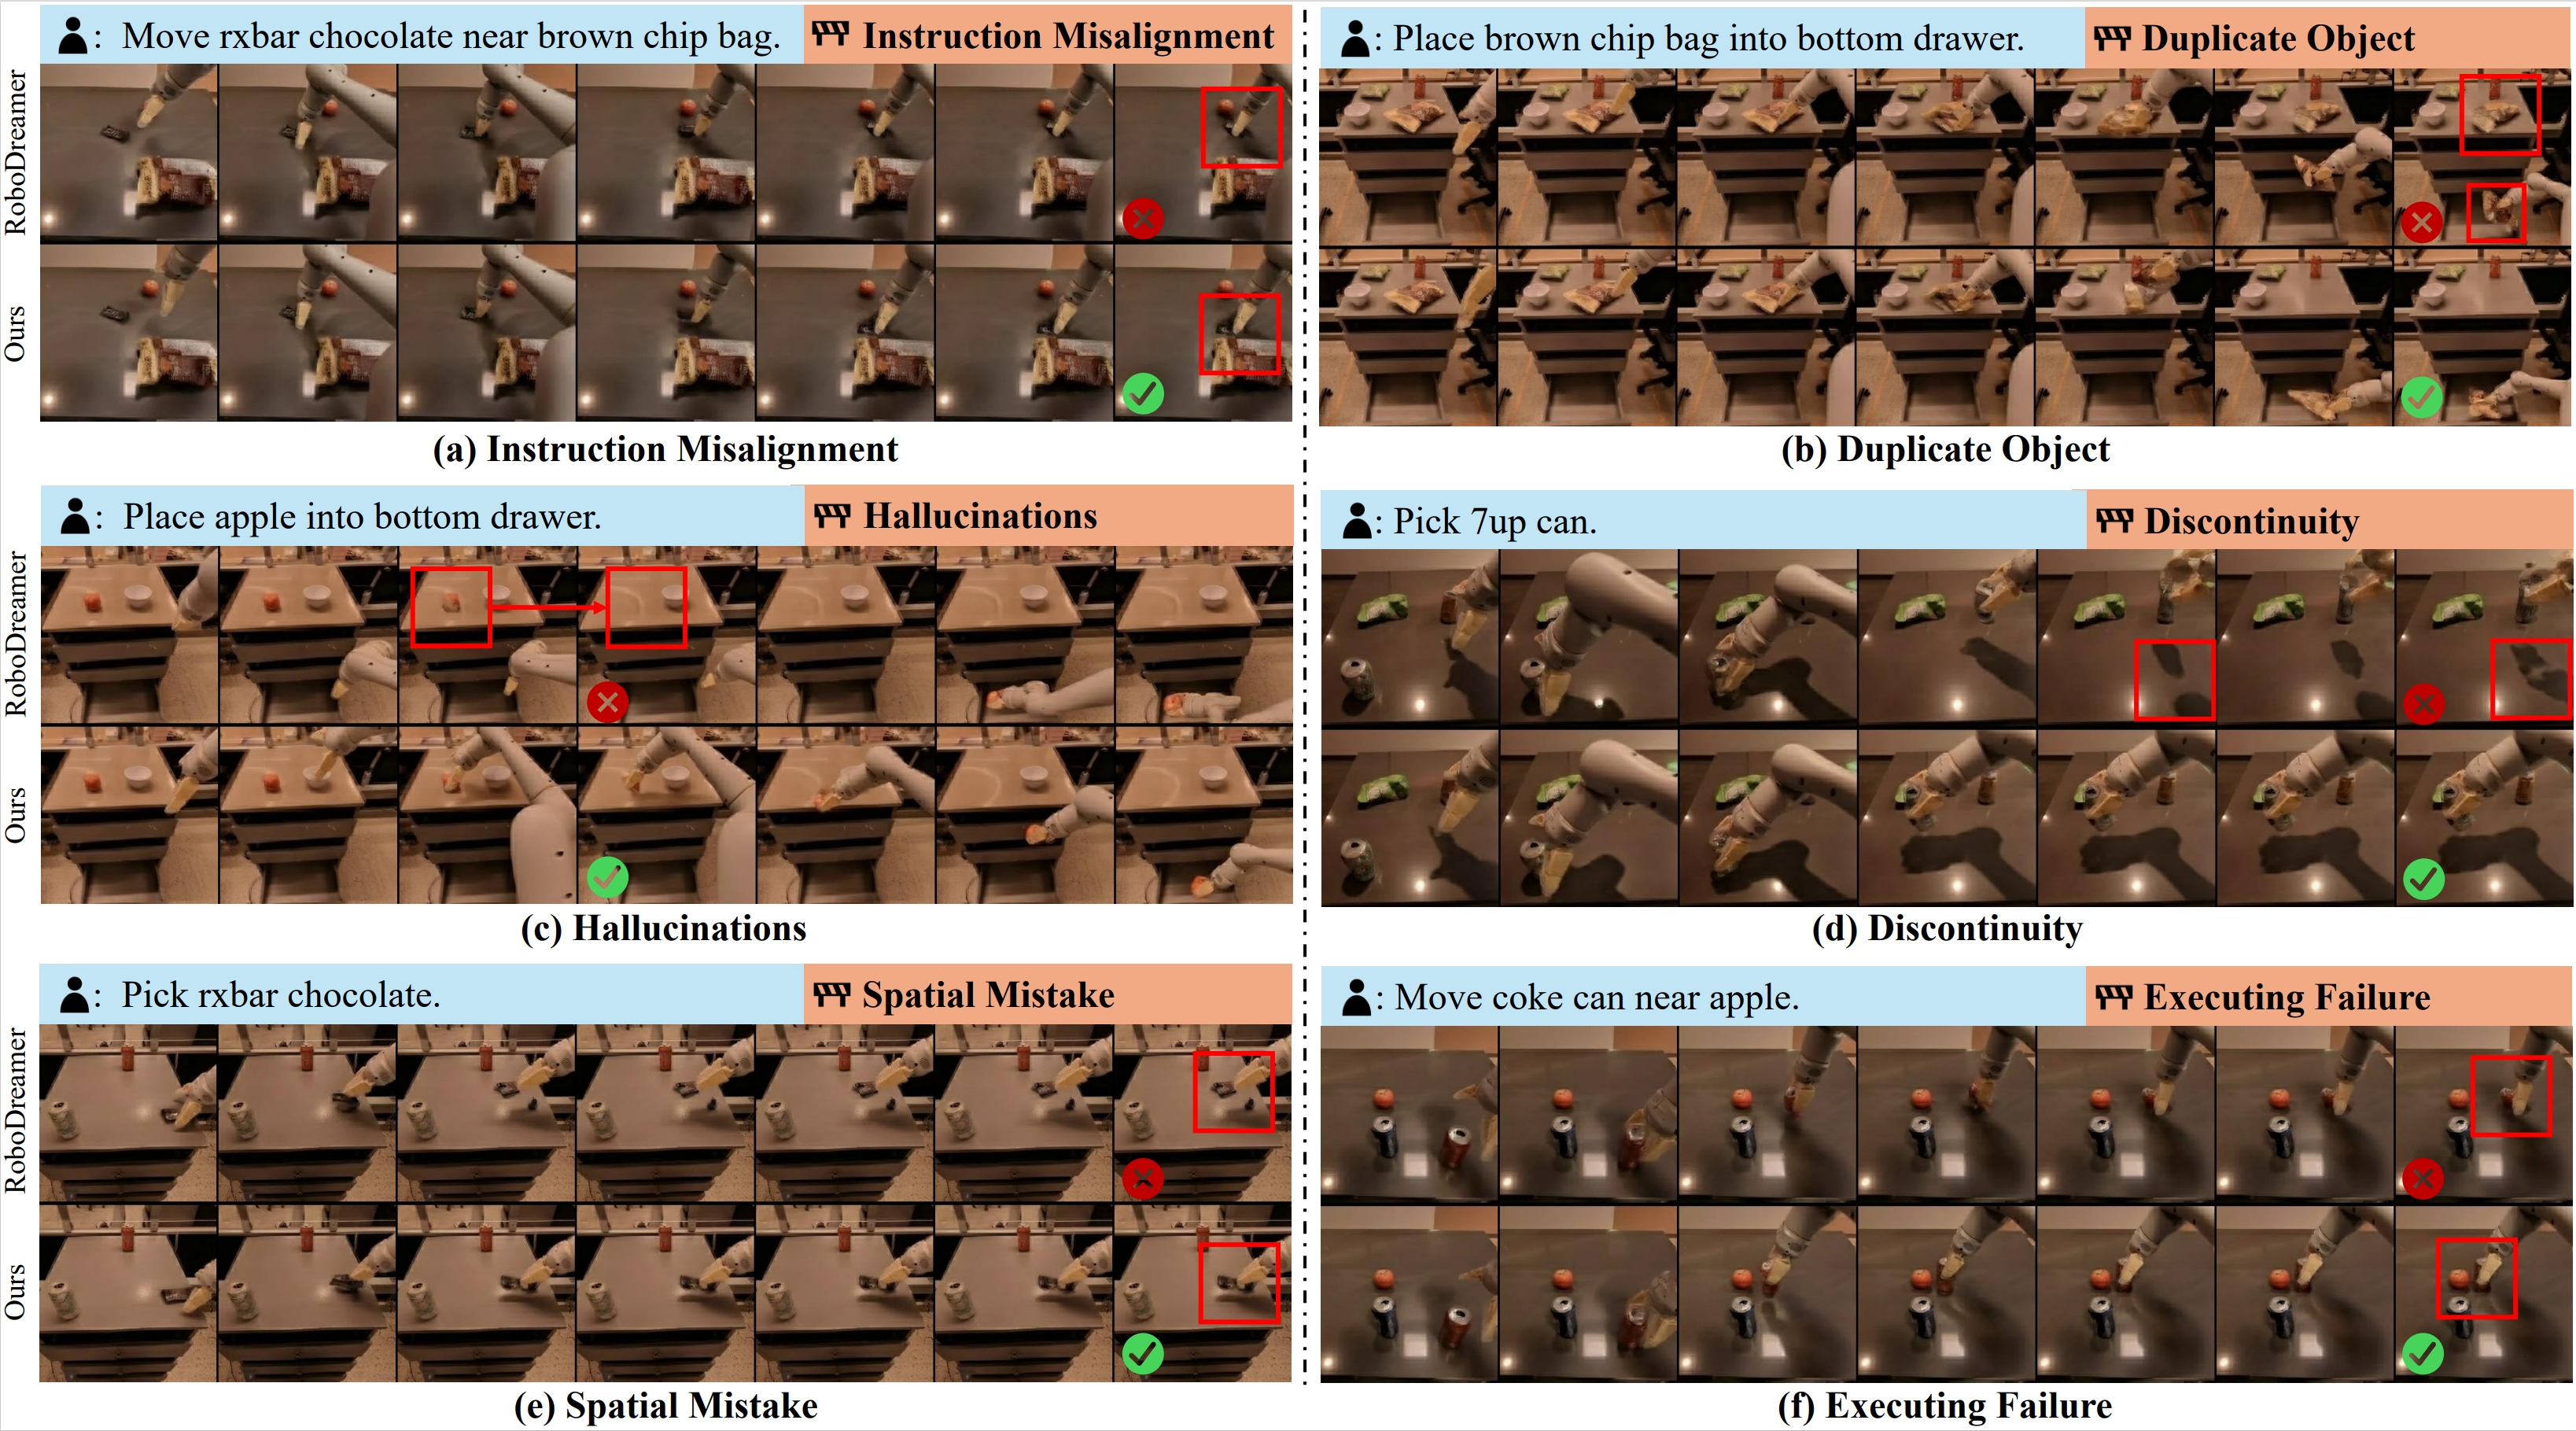 : Move rxbar chocolate near brown chip bag. Instruction Misalignment
RoboDreamer
Ours
(a) Instruction Misalignment
: Place brown chip bag into bottom drawer. Duplicate Object
(b) Duplicate Object
: Place apple into bottom drawer. Hallucinations
RoboDreamer
Ours
(c) Hallucinations
: Pick 7up can. Discontinuity
(d) Discontinuity
: Pick rxbar chocolate. Spatial Mistake
RoboDreamer
Ours
(e) Spatial Mistake
: Move coke can near apple. Executing Failure
(f) Executing Failure